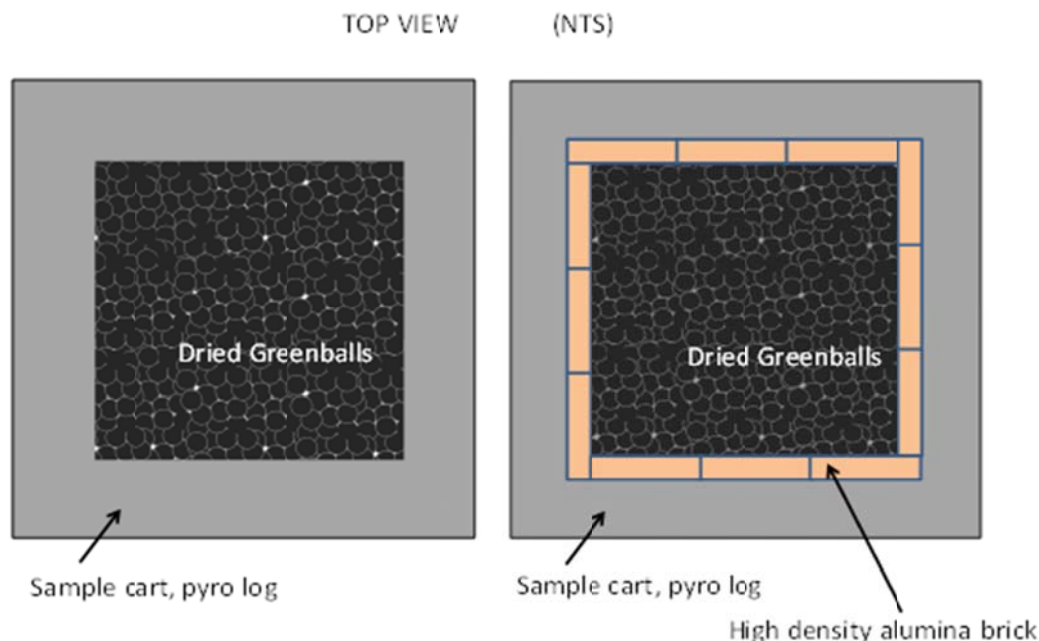 TOP VIEW (NTS)
Dried Greenballs
Dried Greenballs
Sample cart, pyro log
Sample cart, pyro log
High density alumina brick